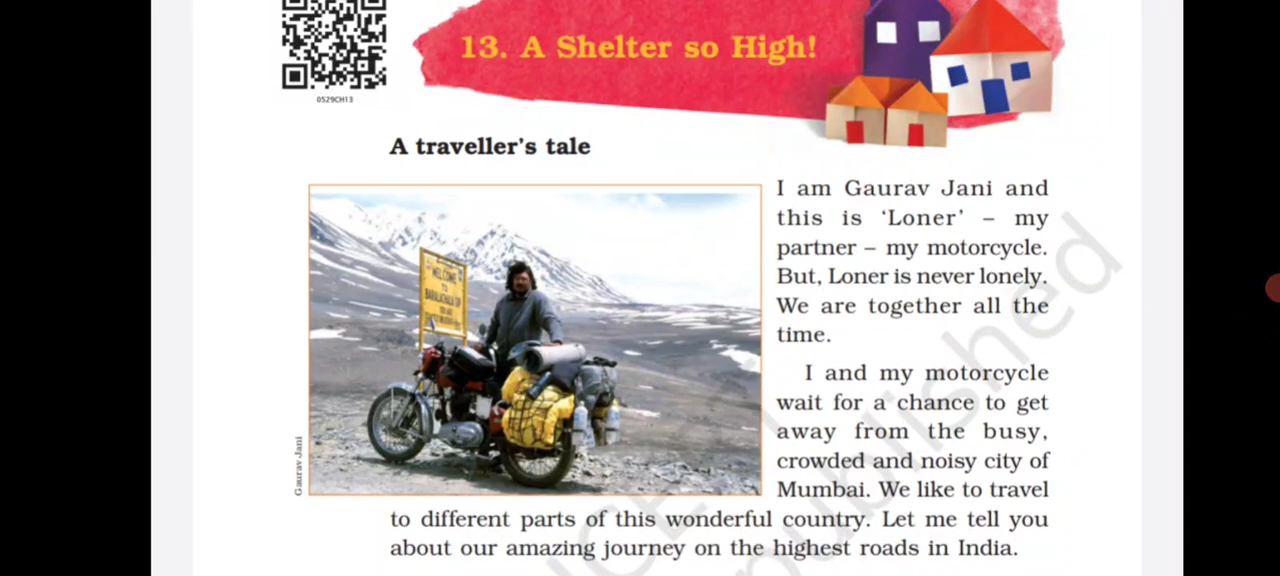 0529CH13
13. A Shelter so High!
A traveller's tale
WELCOME
TO
Gaurav Jani
I am Gaurav Jani and
this is ‘Loner’ – my
partner – my motorcycle.
But, Loner is never lonely.
We are together all the
time.
I and my motorcycle
wait for a chance to get
away from the busy,
crowded and noisy city of
Mumbai. We like to travel
to different parts of this wonderful country. Let me tell you
about our amazing journey on the highest roads in India.
published